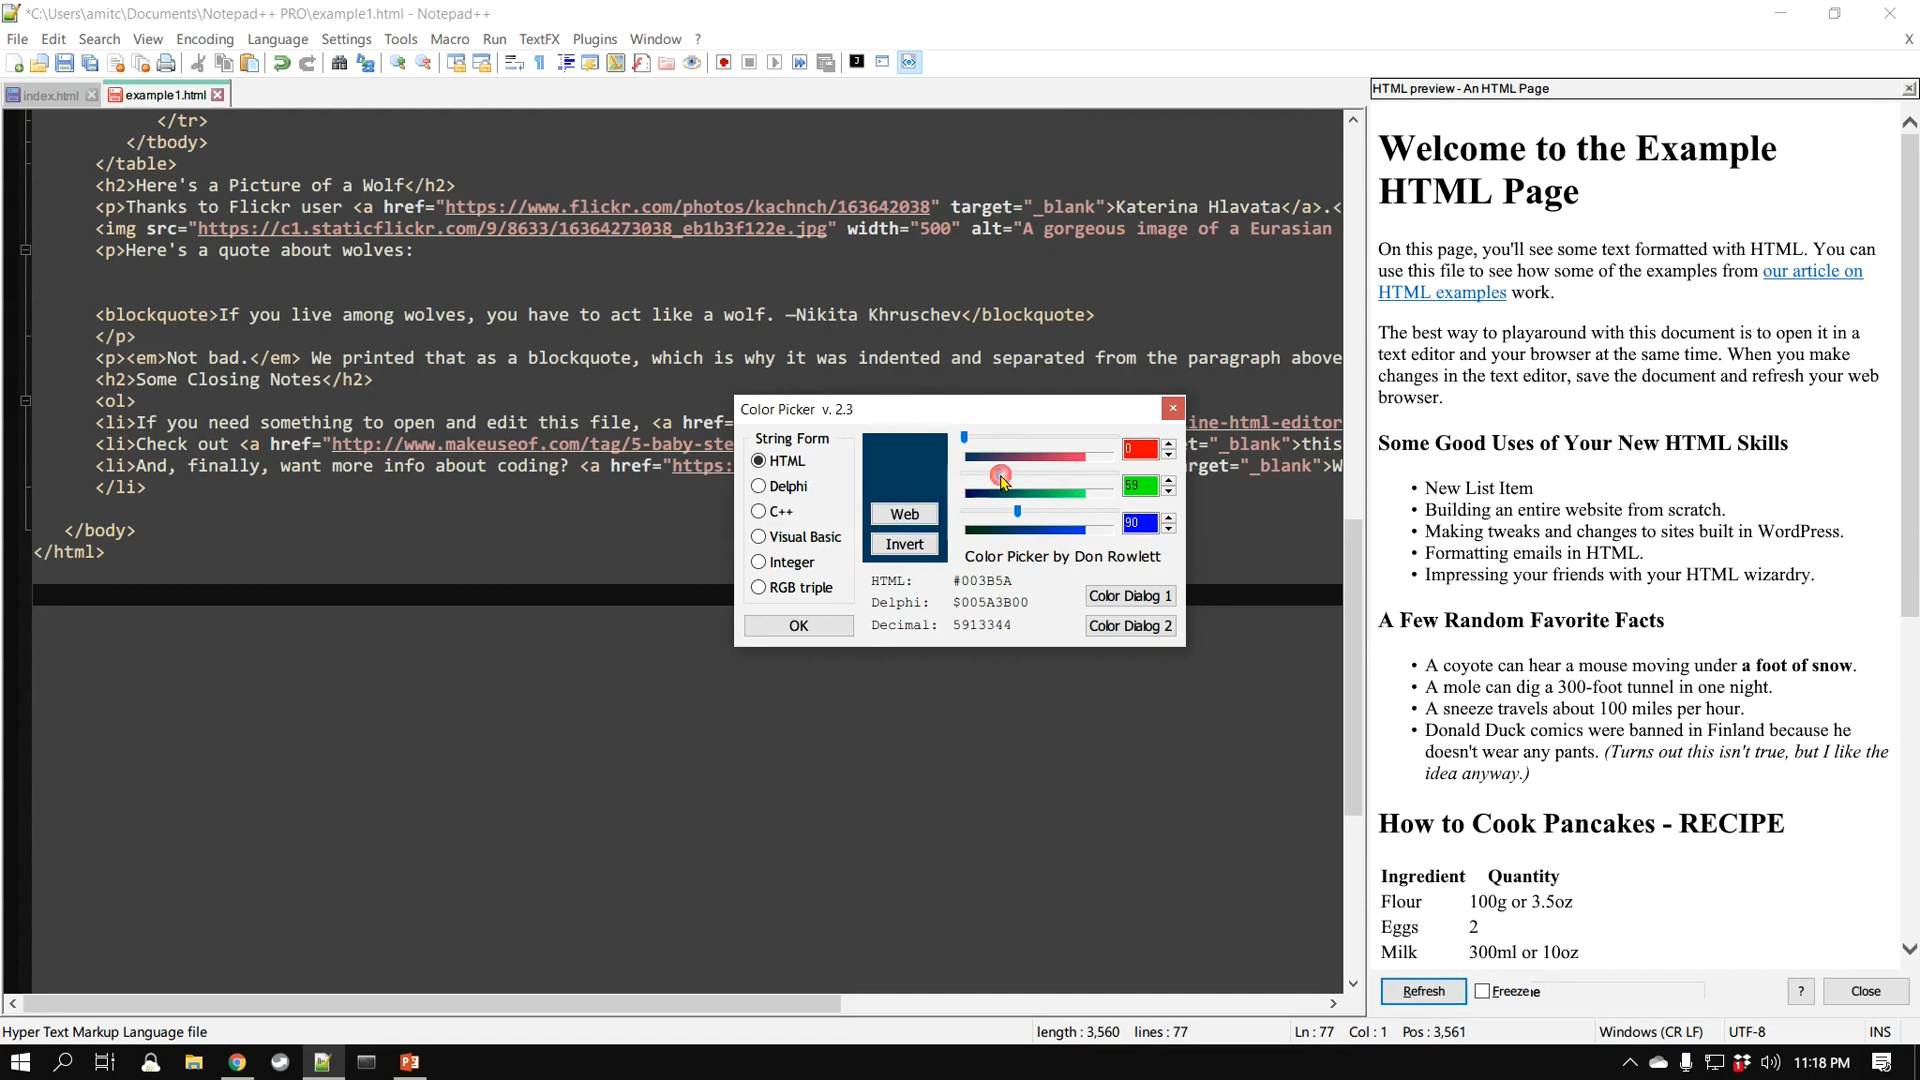 *C:\Users\amitc\Documents\Notepad++ PRO\example1.html - Notepad++
File Edit Search View Encoding Language Settings Tools Macro Run TextFX Plugins Window ? X
index.html example1.html
</tr>
</tbody>
</table>
<h2>Here's a Picture of a Wolf</h2>
<p>Thanks to Flickr user <a href="https://www.flickr.com/photos/kachnch/163642038" target="_blank">Katerina Hlavata</a>.<
<img src="https://c1.staticflickr.com/9/8633/16364273038_eb1b3f122e.jpg" width="500" alt="A gorgeous image of a Eurasian
<p>Here's a quote about wolves:
<blockquote>If you live among wolves, you have to act like a wolf. —Nikita Khruschev</blockquote>
</p>
<p><em>Not bad.</em> We printed that as a blockquote, which is why it was indented and separated from the paragraph above
<h2>Some Closing Notes</h2>
<ol>
<li>If you need something to open and edit this file, <a href= ine-html-editor
<li>Check out <a href="http://www.makeuseof.com/tag/5-baby-ste ="_blank">this
<li>And, finally, want more info about coding? <a href="https: arget="_blank">W
</li>
</body>
</html>
Color Picker v. 2.3
String Form
HTML
Delphi
C++
Visual Basic
Integer
RGB triple
OK
Web
Invert
0
59
90
Color Picker by Don Rowlett
HTML: #003B5A
Delphi: $005A3B00
Decimal: 5913344
Color Dialog 1
Color Dialog 2
HTML preview - An HTML Page
Welcome to the Example
HTML Page
On this page, you'll see some text formatted with HTML. You can
use this file to see how some of the examples from our article on
HTML examples work.
The best way to playaround with this document is to open it in a
text editor and your browser at the same time. When you make
changes in the text editor, save the document and refresh your web
browser.
Some Good Uses of Your New HTML Skills
• New List Item
• Building an entire website from scratch.
• Making tweaks and changes to sites built in WordPress.
• Formatting emails in HTML.
• Impressing your friends with your HTML wizardry.
A Few Random Favorite Facts
• A coyote can hear a mouse moving under a foot of snow.
• A mole can dig a 300-foot tunnel in one night.
• A sneeze travels about 100 miles per hour.
• Donald Duck comics were banned in Finland because he
doesn't wear any pants. (Turns out this isn't true, but I like the
idea anyway.)
How to Cook Pancakes - RECIPE
Ingredient Quantity
Flour 100g or 3.5oz
Eggs 2
Milk 300ml or 10oz
Refresh Freeze ? Close
Hyper Text Markup Language file length : 3,560 lines : 77 Ln : 77 Col : 1 Pos : 3,561 Windows (CR LF) UTF-8 INS
11:18 PM